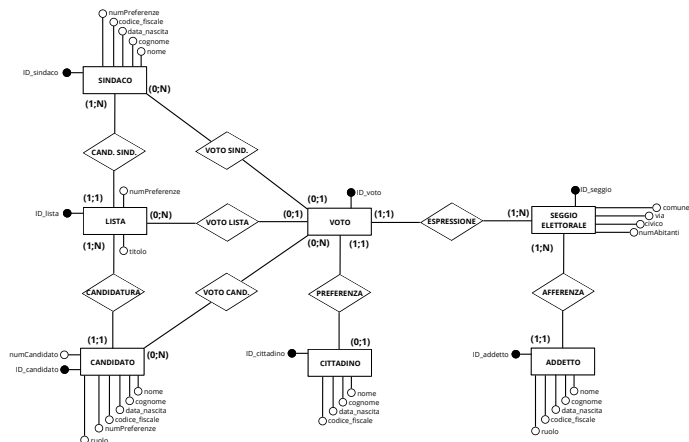 numPreferenze
codice_fiscale
data_nascita
cognome
nome
ID_sindaco
SINDACO
(1;N)
(0;N)
CAND. SIND.
VOTO SIND.
(1;1)
numPreferenze
(0;1)
ID_voto
ID_seggio
ID_lista
LISTA
(0;N)
VOTO LISTA
(0;1)
VOTO
(1;1)
ESPRESSIONE
(1;N)
SEGGIO
ELETTORALE
comune
via
civico
numAbitanti
(1;N)
titolo
(0;N)
(1;1)
(1;N)
CANDIDATURA
VOTO CAND.
PREFERENZA
AFFERENZA
(1;1)
(0;N)
(0;1)
(1;1)
numCandidato
ID_candidato
CANDIDATO
ID_cittadino
CITTADINO
ID_addetto
ADDETTO
nome
cognome
data_nascita
codice_fiscale
numPreferenze
ruolo
nome
cognome
data_nascita
codice_fiscale
nome
cognome
data_nascita
codice_fiscale
ruolo